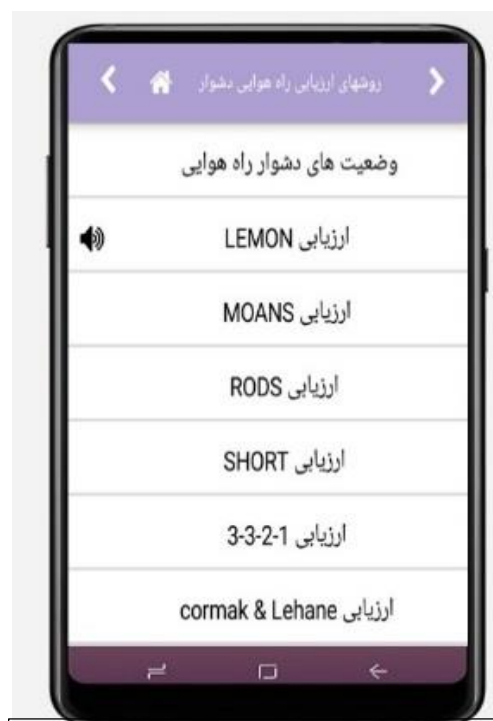 روشهای ارزیابی راه هوایی دشوار
وضعیت های دشوار راه هوایی
ارزیابی LEMON
ارزیابی MOANS
ارزیابی RODS
ارزیابی SHORT
ارزیابی 1-2-3-3
ارزیابی cormak & Lehane